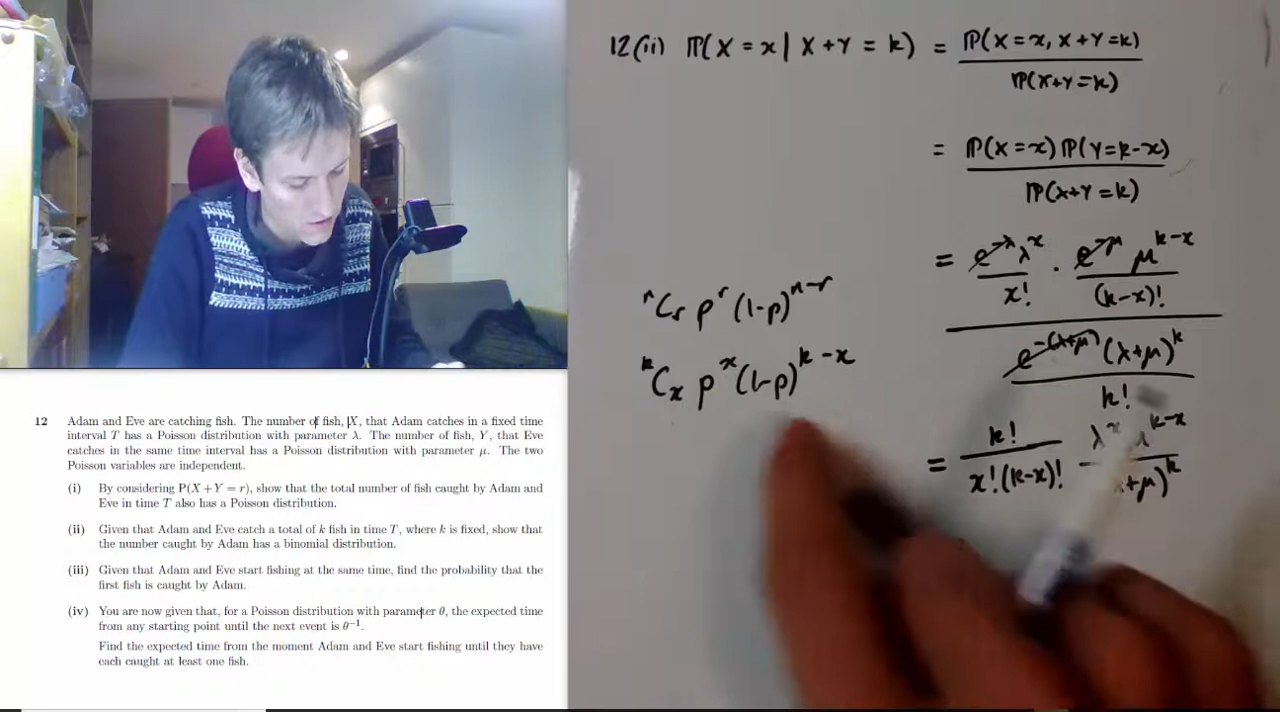 12(ii) ℙ(X = x | X + Y = k) = ℙ(X = x, X + Y = k) / ℙ(X + Y = k)
= ℙ(X = x) ℙ(Y = k - x) / ℙ(X + Y = k)
= e^-λ λ^x / x! · e^-μ μ^(k-x) / (k-x)!
e^-(λ+μ) (λ+μ)^k / k!
= k! / x!(k-x)! λ^x μ^(k-x) / +μ)^k
ⁿCᵣ p^r (1-p)^(n-r)
ᵏCₓ p^x (1-p)^(k-x)
12 Adam and Eve are catching fish. The number of fish, X, that Adam catches in a fixed time
interval T has a Poisson distribution with parameter λ. The number of fish, Y, that Eve
catches in the same time interval has a Poisson distribution with parameter μ. The two
Poisson variables are independent.
(i) By considering P(X + Y = r), show that the total number of fish caught by Adam and
Eve in time T also has a Poisson distribution.
(ii) Given that Adam and Eve catch a total of k fish in time T, where k is fixed, show that
the number caught by Adam has a binomial distribution.
(iii) Given that Adam and Eve start fishing at the same time, find the probability that the
first fish is caught by Adam.
(iv) You are now given that, for a Poisson distribution with parameter θ, the expected time
from any starting point until the next event is θ⁻¹.
Find the expected time from the moment Adam and Eve start fishing until they have
each caught at least one fish.